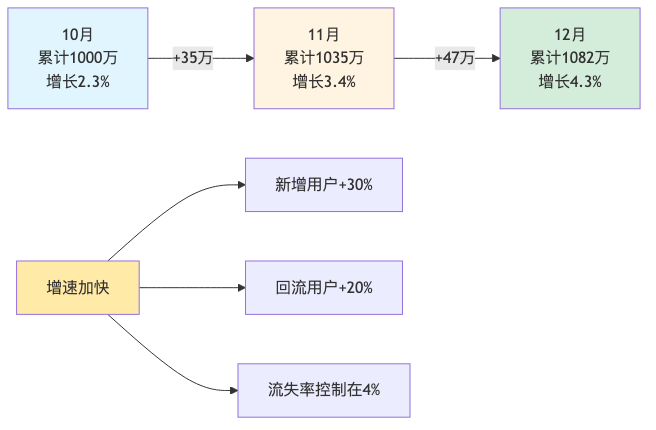 10月
累计1000万
增长2.3%
+35万
11月
累计1035万
增长3.4%
+47万
12月
累计1082万
增长4.3%
新增用户+30%
增速加快
回流用户+20%
流失率控制在4%